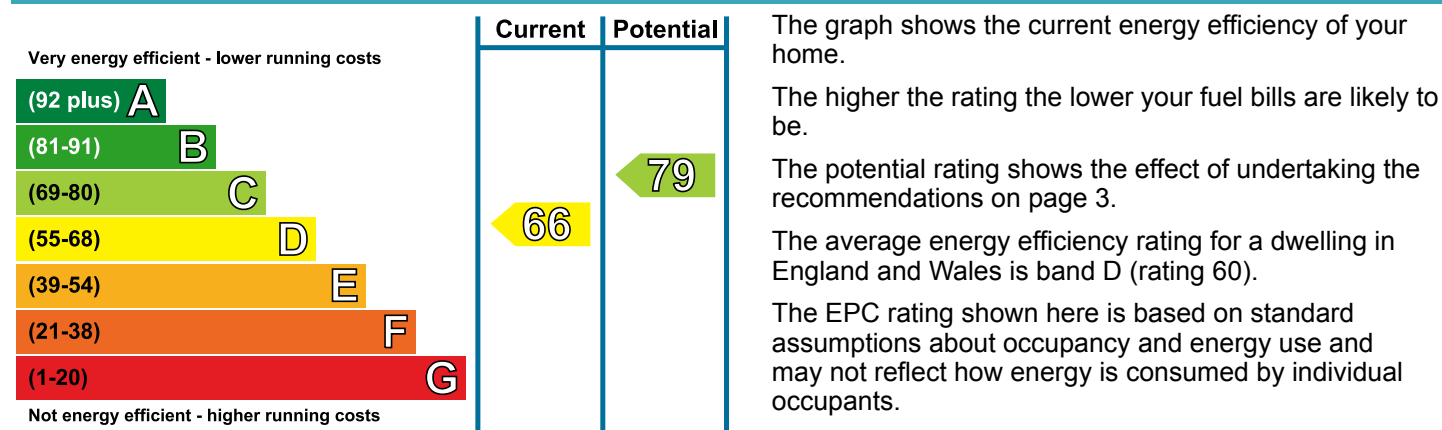 Current Potential
Very energy efficient - lower running costs
(92 plus) A
(81-91) B
(69-80) C
(55-68) D
(39-54) E
(21-38) F
(1-20) G
Not energy efficient - higher running costs
66
79
The graph shows the current energy efficiency of your
home.
The higher the rating the lower your fuel bills are likely to
be.
The potential rating shows the effect of undertaking the
recommendations on page 3.
The average energy efficiency rating for a dwelling in
England and Wales is band D (rating 60).
The EPC rating shown here is based on standard
assumptions about occupancy and energy use and
may not reflect how energy is consumed by individual
occupants.